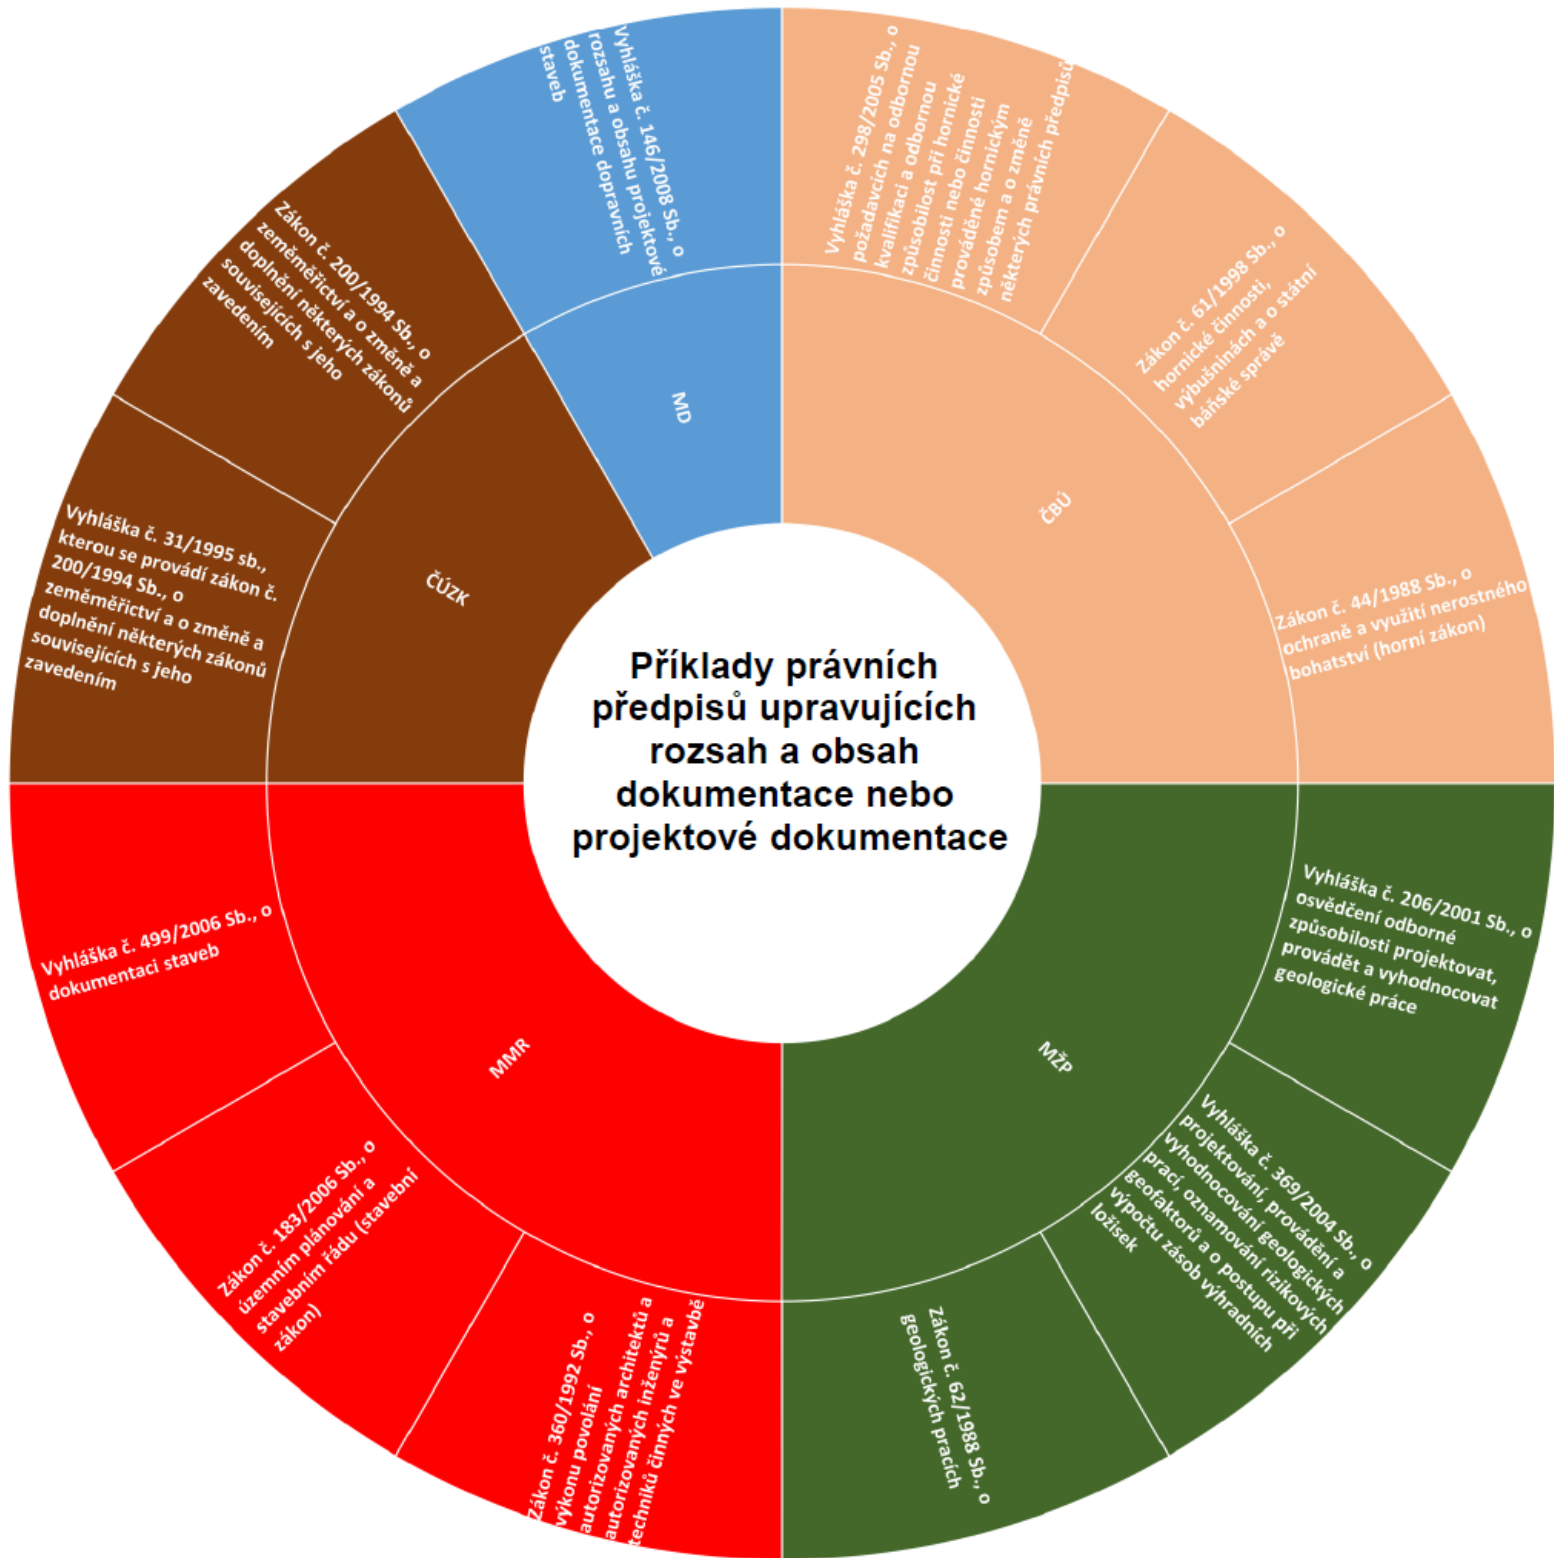 Příklady právních
předpisů upravujících
rozsah a obsah
dokumentace nebo
projektové dokumentace
ČBÚ
Vyhláška č. 298/2005 Sb., o
požadavcích na odbornou
kvalifikaci a odbornou
způsobilost při hornické
činnosti nebo činnosti
prováděné hornickým
způsobem a o změně
některých právních předpisů
Zákon č. 61/1998 Sb., o
hornické činnosti,
výbušninách a o státní
báňské správě
Zákon č. 44/1988 Sb., o
ochraně a využití nerostného
bohatství (horní zákon)
MŽP
Vyhláška č. 206/2001 Sb., o
osvědčení odborné
způsobilosti projektovat,
provádět a vyhodnocovat
geologické práce
Vyhláška č. 369/2004 Sb., o
projektování, provádění a
vyhodnocování geologických
prací, oznamování rizikových
geofaktorů a o postupu při
výpočtu zásob výhradních
ložisek
Zákon č. 62/1988 Sb., o
geologických pracích
MMR
Zákon č. 360/1992 Sb., o
výkonu povolání
autorizovaných architektů a
autorizovaných inženýrů a
techniků činných ve výstavbě
Zákon č. 183/2006 Sb., o
územním plánování a
stavebním řádu (stavební
zákon)
Vyhláška č. 499/2006 Sb., o
dokumentaci staveb
ČÚZK
Vyhláška č. 31/1995 sb.,
kterou se provádí zákon č.
200/1994 Sb., o
zeměměřictví a o změně a
doplnění některých zákonů
souvisejících s jeho
zavedením
Zákon č. 200/1994 Sb., o
zeměměřictví a o změně a
doplnění některých zákonů
souvisejících s jeho
zavedením
MD
Vyhláška č. 146/2008 Sb., o
rozsahu a obsahu projektové
dokumentace dopravních
staveb